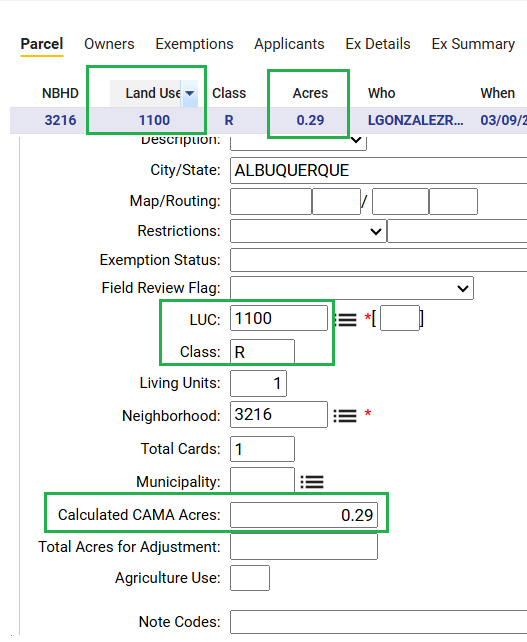 Parcel Owners Exemptions Applicants Ex Details Ex Summary
NBHD Land Use Class Acres Who When
3216 1100 R 0.29 LGONZALEZR... 03/09/2
Description:
City/State: ALBUQUERQUE
Map/Routing: /
Restrictions:
Exemption Status:
Field Review Flag:
LUC: 1100 *[ ]
Class: R
Living Units: 1
Neighborhood: 3216 *
Total Cards: 1
Municipality:
Calculated CAMA Acres: 0.29
Total Acres for Adjustment:
Agriculture Use:
Note Codes: